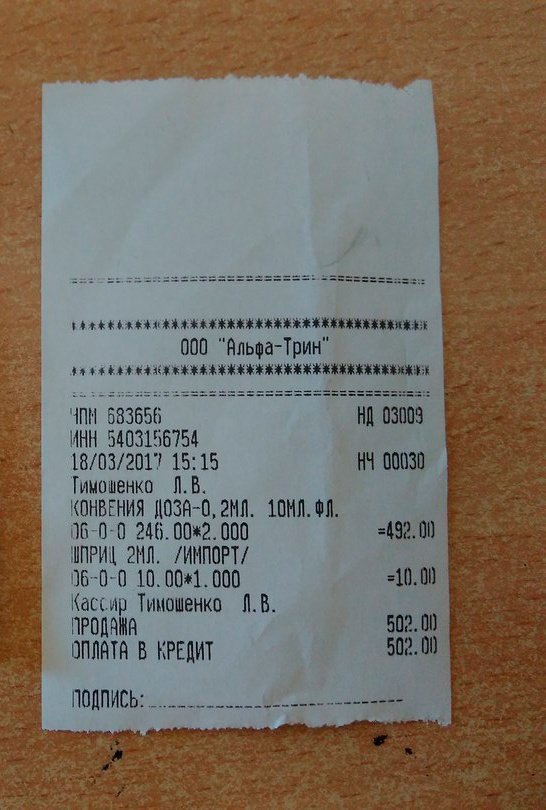 ==================================================
**************************************************
ООО "Альфа-Трин"
**************************************************
==================================================
ЧПМ 683656 НД 03009
ИНН 5403156754
18/03/2017 15:15 НЧ 00030
Тимошенко Л.В.
КОНВЕНИЯ ДОЗА-0,2МЛ. 10МЛ.ФЛ.
06-0-0 246.00*2.000 =492.00
ШПРИЦ 2МЛ. /ИМПОРТ/
06-0-0 10.00*1.000 =10.00
Кассир Тимошенко Л.В.
ПРОДАЖА 502.00
ОПЛАТА В КРЕДИТ 502.00
ПОДПИСЬ:______________________